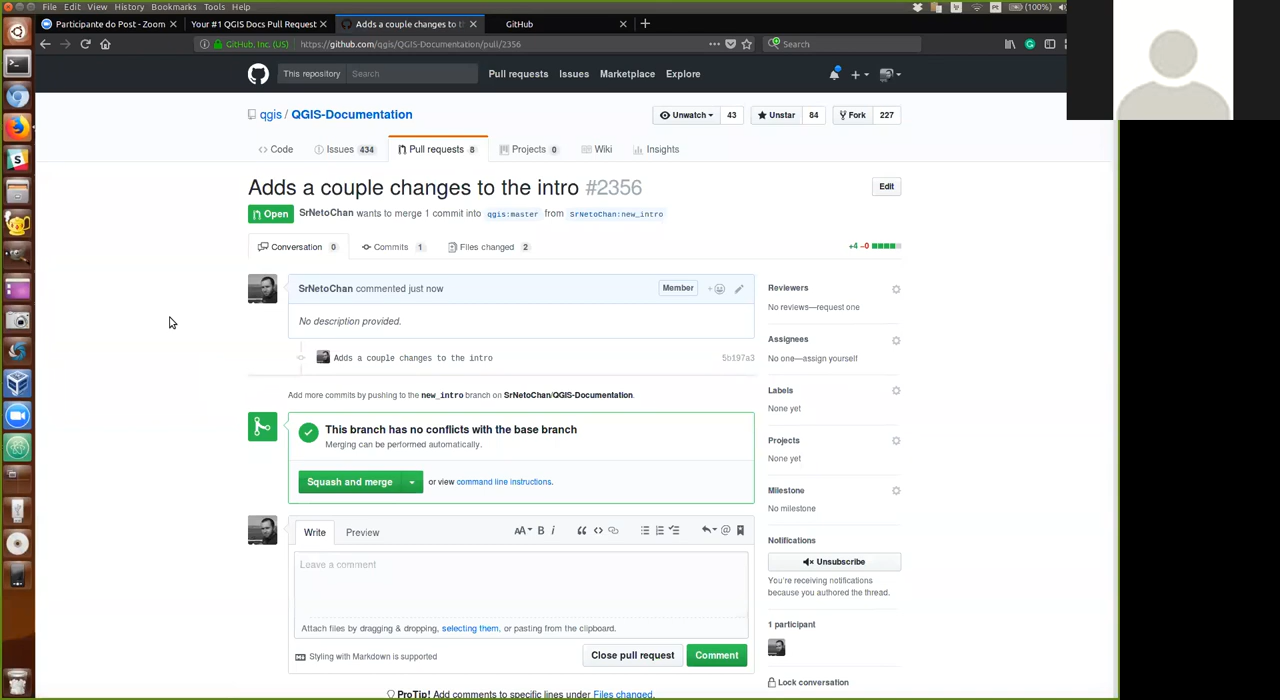 File Edit View History Bookmarks Tools Help
(100%)
Participante do Post - Zoom
Your #1 QGIS Docs Pull Request
Adds a couple changes to t
GitHub
GitHub, Inc. (US)
https://github.com/qgis/QGIS-Documentation/pull/2356
Search
This repository
Search
Pull requests
Issues
Marketplace
Explore
qgis / QGIS-Documentation
Unwatch 43
Unstar 84
Fork 227
Code
Issues 434
Pull requests 8
Projects 0
Wiki
Insights
Adds a couple changes to the intro #2356
Edit
Open
SrNetoChan wants to merge 1 commit into qgis:master from SrNetoChan:new_intro
Conversation 0
Commits 1
Files changed 2
+4 −0
SrNetoChan commented just now
Member
No description provided.
Adds a couple changes to the intro
5b197a3
Add more commits by pushing to the new_intro branch on SrNetoChan/QGIS-Documentation.
This branch has no conflicts with the base branch
Merging can be performed automatically.
Squash and merge
or view command line instructions.
Write
Preview
AA B i
Leave a comment
Attach files by dragging & dropping, selecting them, or pasting from the clipboard.
Styling with Markdown is supported
Close pull request
Comment
ProTip! Add comments to specific lines under Files changed.
Reviewers
No reviews—request one
Assignees
No one—assign yourself
Labels
None yet
Projects
None yet
Milestone
No milestone
Notifications
Unsubscribe
You're receiving notifications
because you authored the thread.
1 participant
Lock conversation